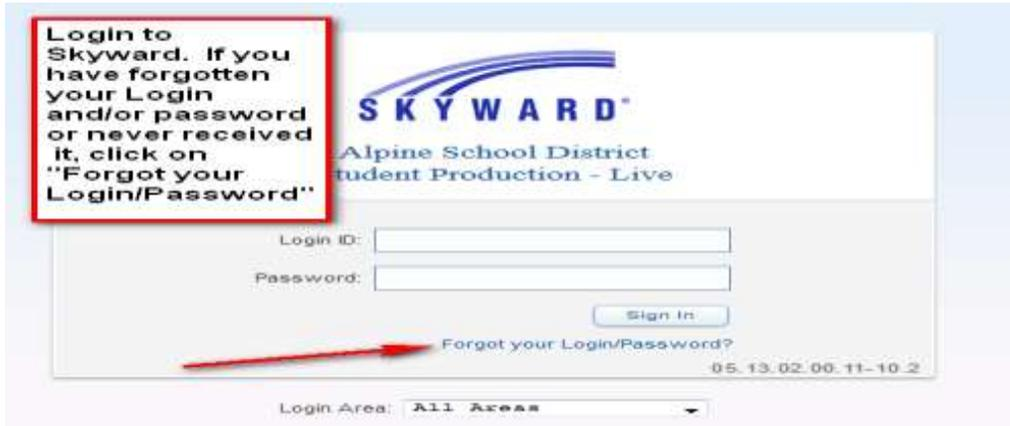 Login to
Skyward. If you
have forgotten
your Login
and/or password
or never received
it, click on
"Forgot your
Login/Password"
SKYWARD®
Alpine School District
tudent Production - Live
Login ID:
Password:
Sign In
Forgot your Login/Password?
05.13.02.00.11-10.2
Login Area: All Areas